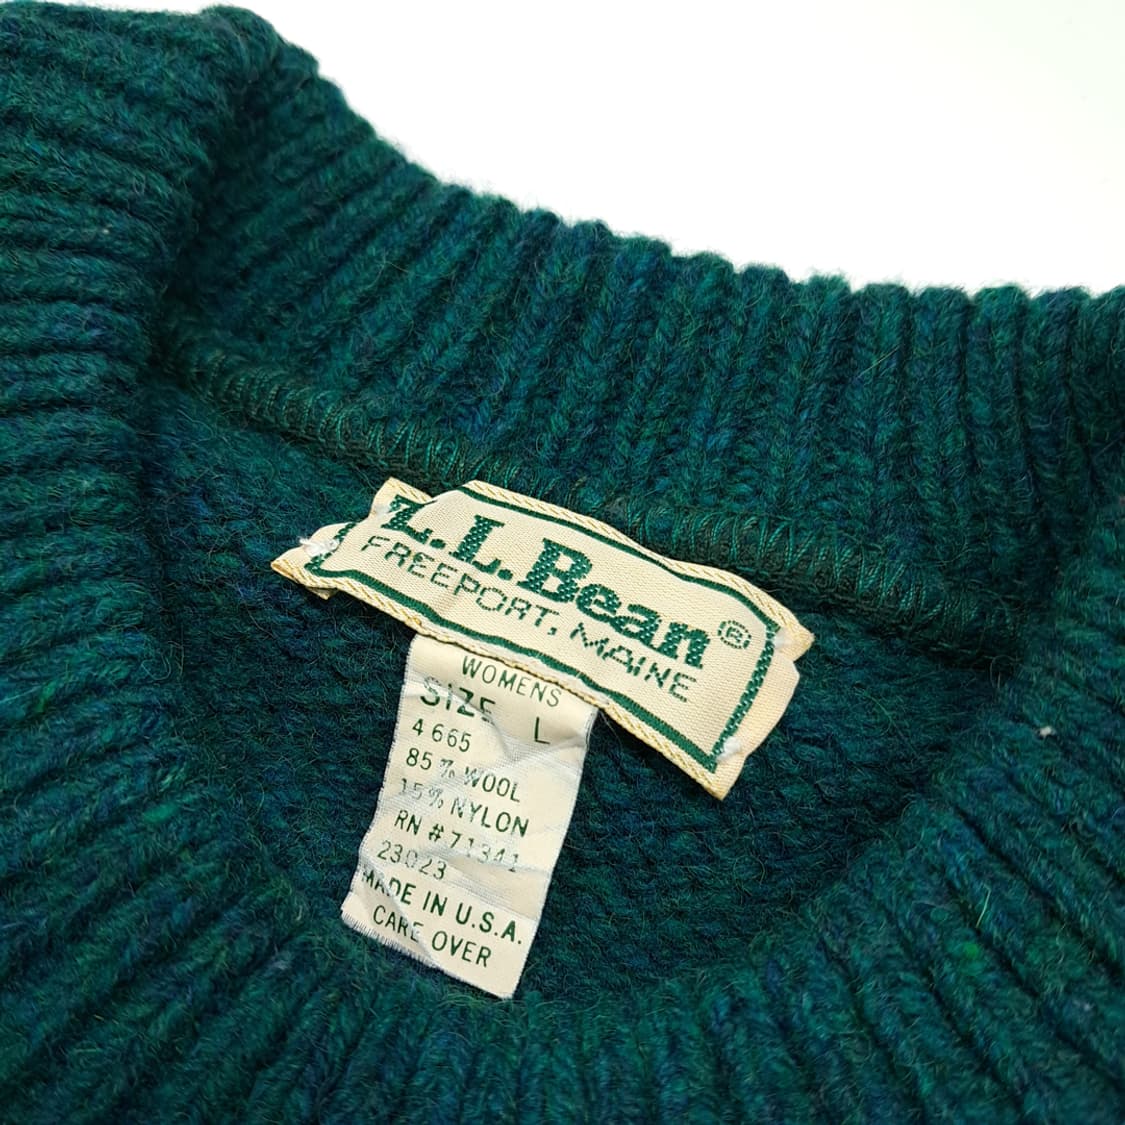 L.L.Bean®
FREEPORT, MAINE
WOMENS
SIZE L
4665
85% WOOL
15% NYLON
RN #71341
23023
MADE IN U.S.A.
CARE OVER